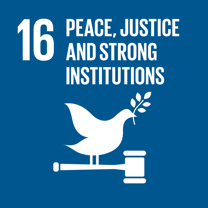 16 PEACE, JUSTICE
AND STRONG
INSTITUTIONS